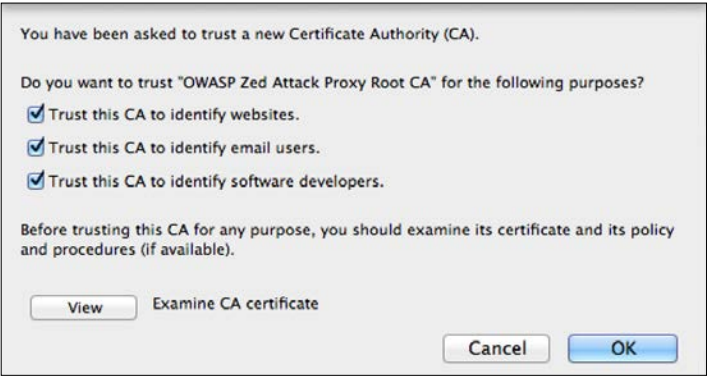 You have been asked to trust a new Certificate Authority (CA).
Do you want to trust "OWASP Zed Attack Proxy Root CA" for the following purposes?
Trust this CA to identify websites.
Trust this CA to identify email users.
Trust this CA to identify software developers.
Before trusting this CA for any purpose, you should examine its certificate and its policy
and procedures (if available).
View Examine CA certificate
Cancel OK